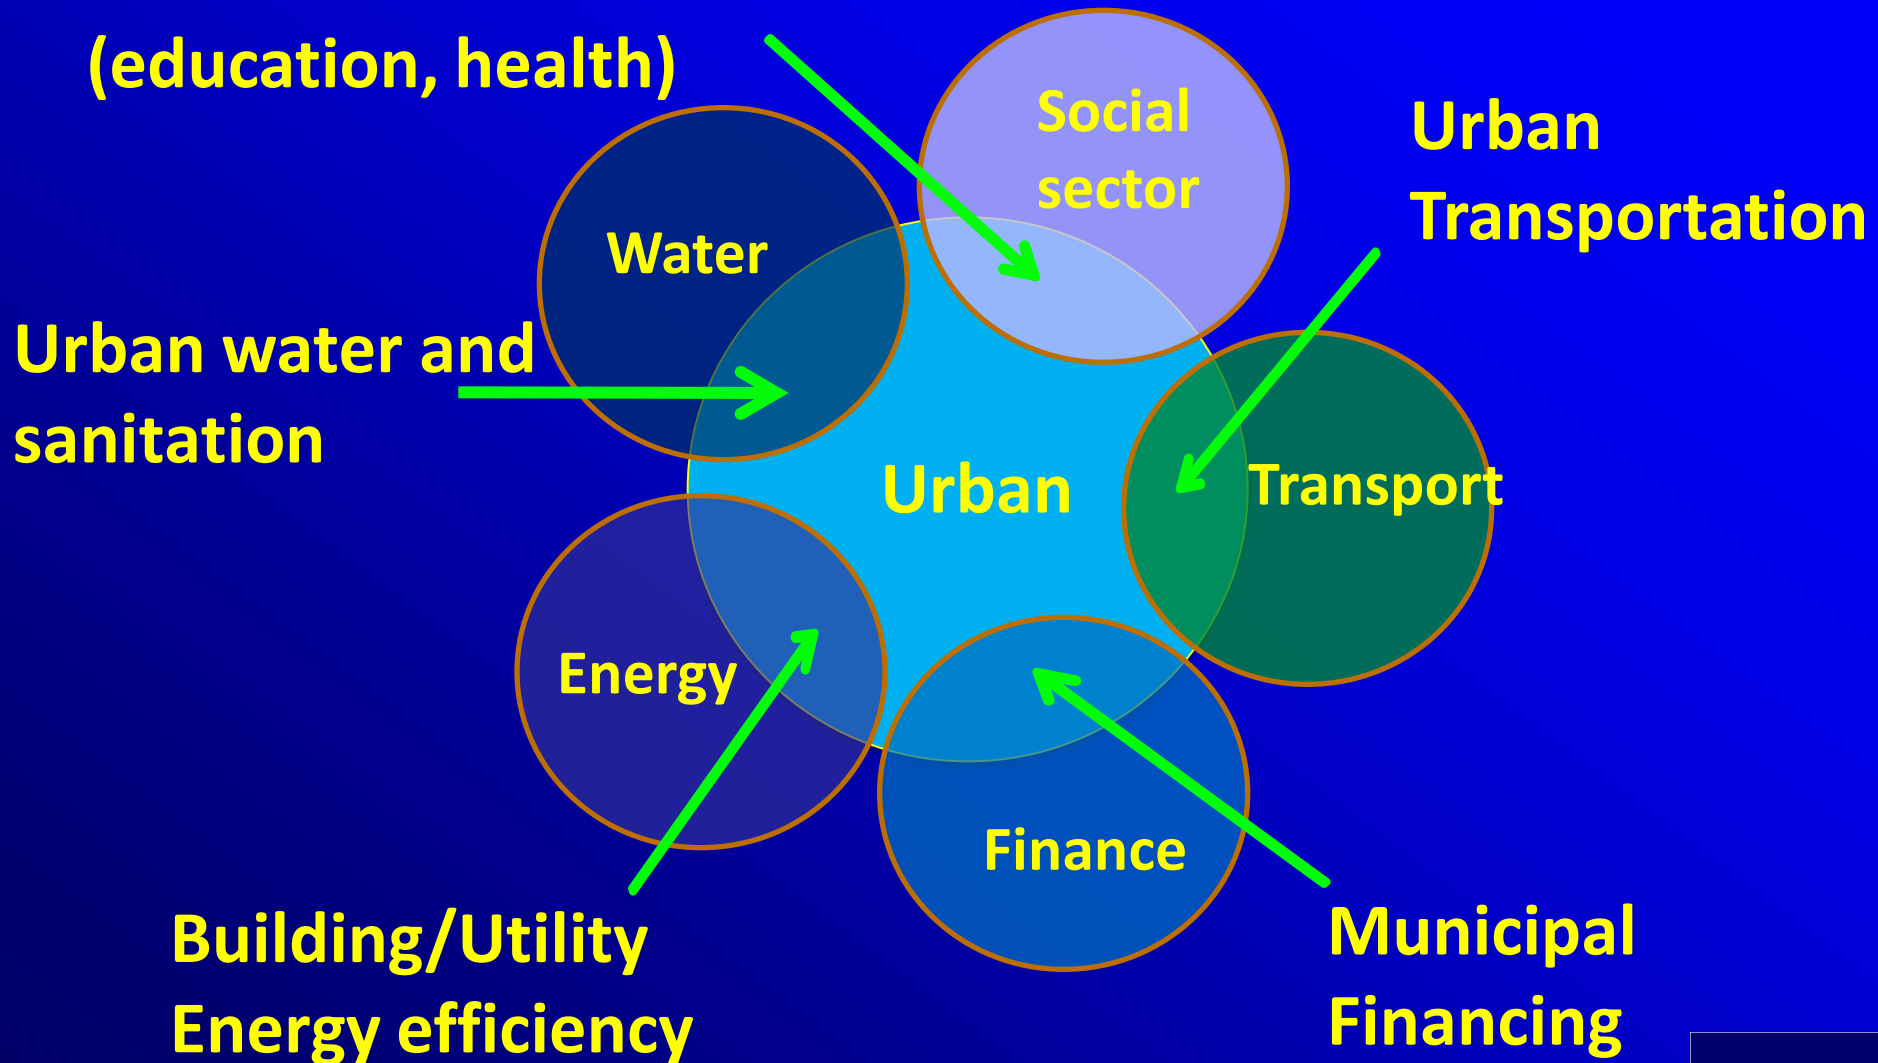 (education, health)
Social
sector
Urban
Transportation
Water
Urban water and
sanitation
Urban
Transport
Energy
Finance
Building/Utility
Energy efficiency
Municipal
Financing